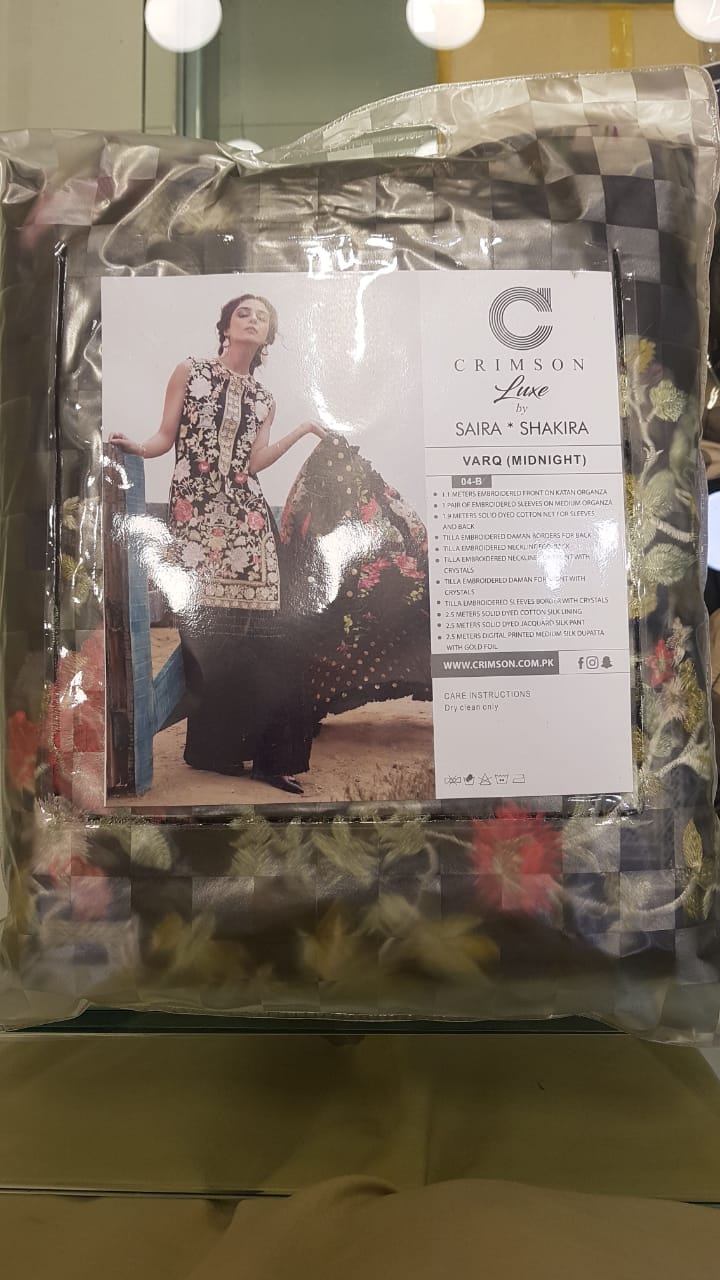 CRIMSON
Luxe
by
SAIRA * SHAKIRA
VARQ (MIDNIGHT)
04-B
1.1 METERS EMBROIDERED FRONT ON KATAN ORGANZA
1 PAIR OF EMBROIDERED SLEEVES ON MEDIUM ORGANZA
1.9 METERS SOLID DYED COTTON NET FOR SLEEVES
AND BACK
TILLA EMBROIDERED DAMAN BORDERS FOR BACK
TILLA EMBROIDERED NECKLINE FOR BACK
TILLA EMBROIDERED NECKLINE FRONT WITH
CRYSTALS
TILLA EMBROIDERED DAMAN FOR FRONT WITH
CRYSTALS
TILLA EMBROIDERED SLEEVES BORDER WITH CRYSTALS
2.5 METERS SOLID DYED COTTON SILK LINING
2.5 METERS SOLID DYED JACQUARD SILK PANT
2.5 METERS DIGITAL PRINTED MEDIUM SILK DUPATTA
WITH GOLD FOIL
WWW.CRIMSON.COM.PK
CARE INSTRUCTIONS
Dry clean only